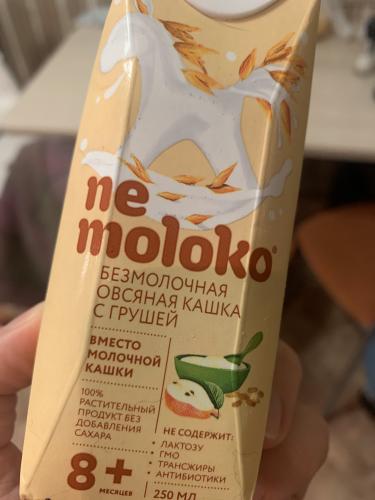 ne
moloko®
БЕЗМОЛОЧНАЯ
ОВСЯНАЯ КАШКА
С ГРУШЕЙ
ВМЕСТО
МОЛОЧНОЙ
КАШКИ
100%
РАСТИТЕЛЬНЫЙ
ПРОДУКТ БЕЗ
ДОБАВЛЕНИЯ
САХАРА
8+
МЕСЯЦЕВ
НЕ СОДЕРЖИТ:
• ЛАКТОЗУ
• ГМО
• ТРАНСЖИРЫ
• АНТИБИОТИКИ
250 МЛ